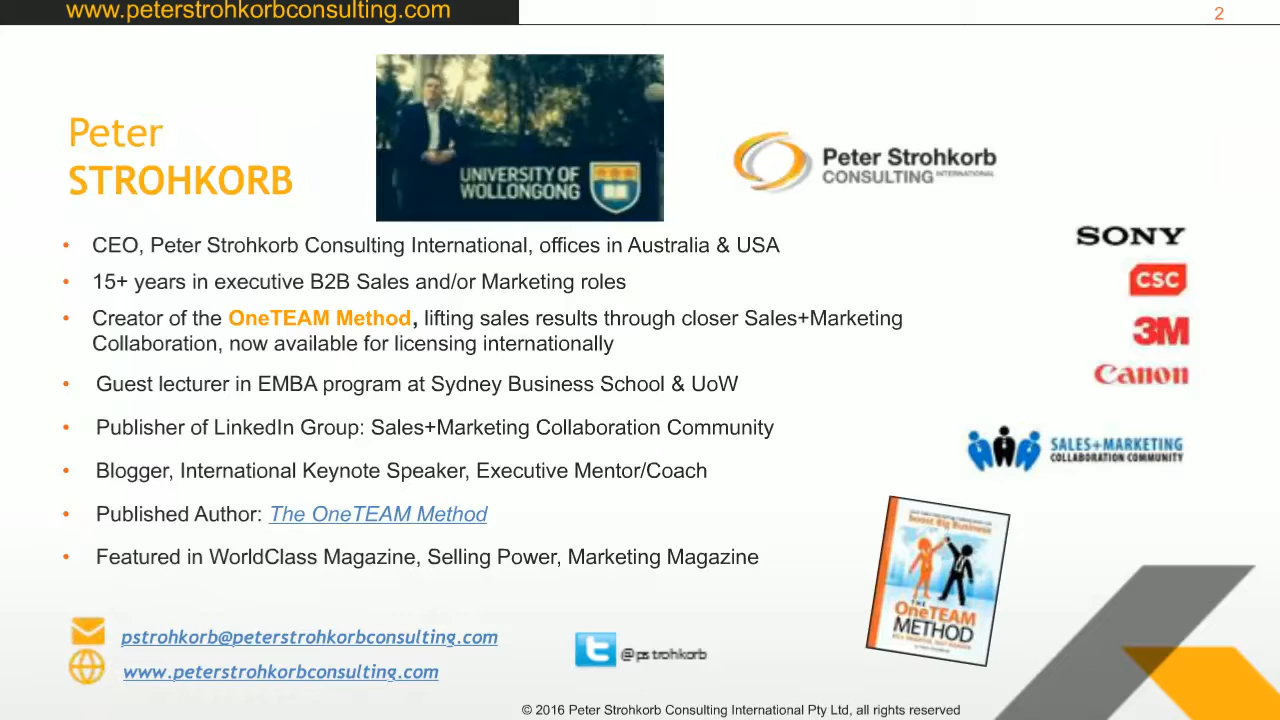 www.peterstrohkorbconsulting.com
2
Peter
STROHKORB
UNIVERSITY OF
WOLLONGONG
Peter Strohkorb
CONSULTING INTERNATIONAL
• CEO, Peter Strohkorb Consulting International, offices in Australia & USA
• 15+ years in executive B2B Sales and/or Marketing roles
• Creator of the OneTEAM Method, lifting sales results through closer Sales+Marketing
Collaboration, now available for licensing internationally
• Guest lecturer in EMBA program at Sydney Business School & UoW
• Publisher of LinkedIn Group: Sales+Marketing Collaboration Community
• Blogger, International Keynote Speaker, Executive Mentor/Coach
• Published Author: The OneTEAM Method
• Featured in WorldClass Magazine, Selling Power, Marketing Magazine
SONY
CSC
3M
Canon
SALES+MARKETING
COLLABORATION COMMUNITY
boost Big Business
THE
OneTEAM
METHOD
pstrohkorb@peterstrohkorbconsulting.com
www.peterstrohkorbconsulting.com
@pstrohkorb
© 2016 Peter Strohkorb Consulting International Pty Ltd, all rights reserved